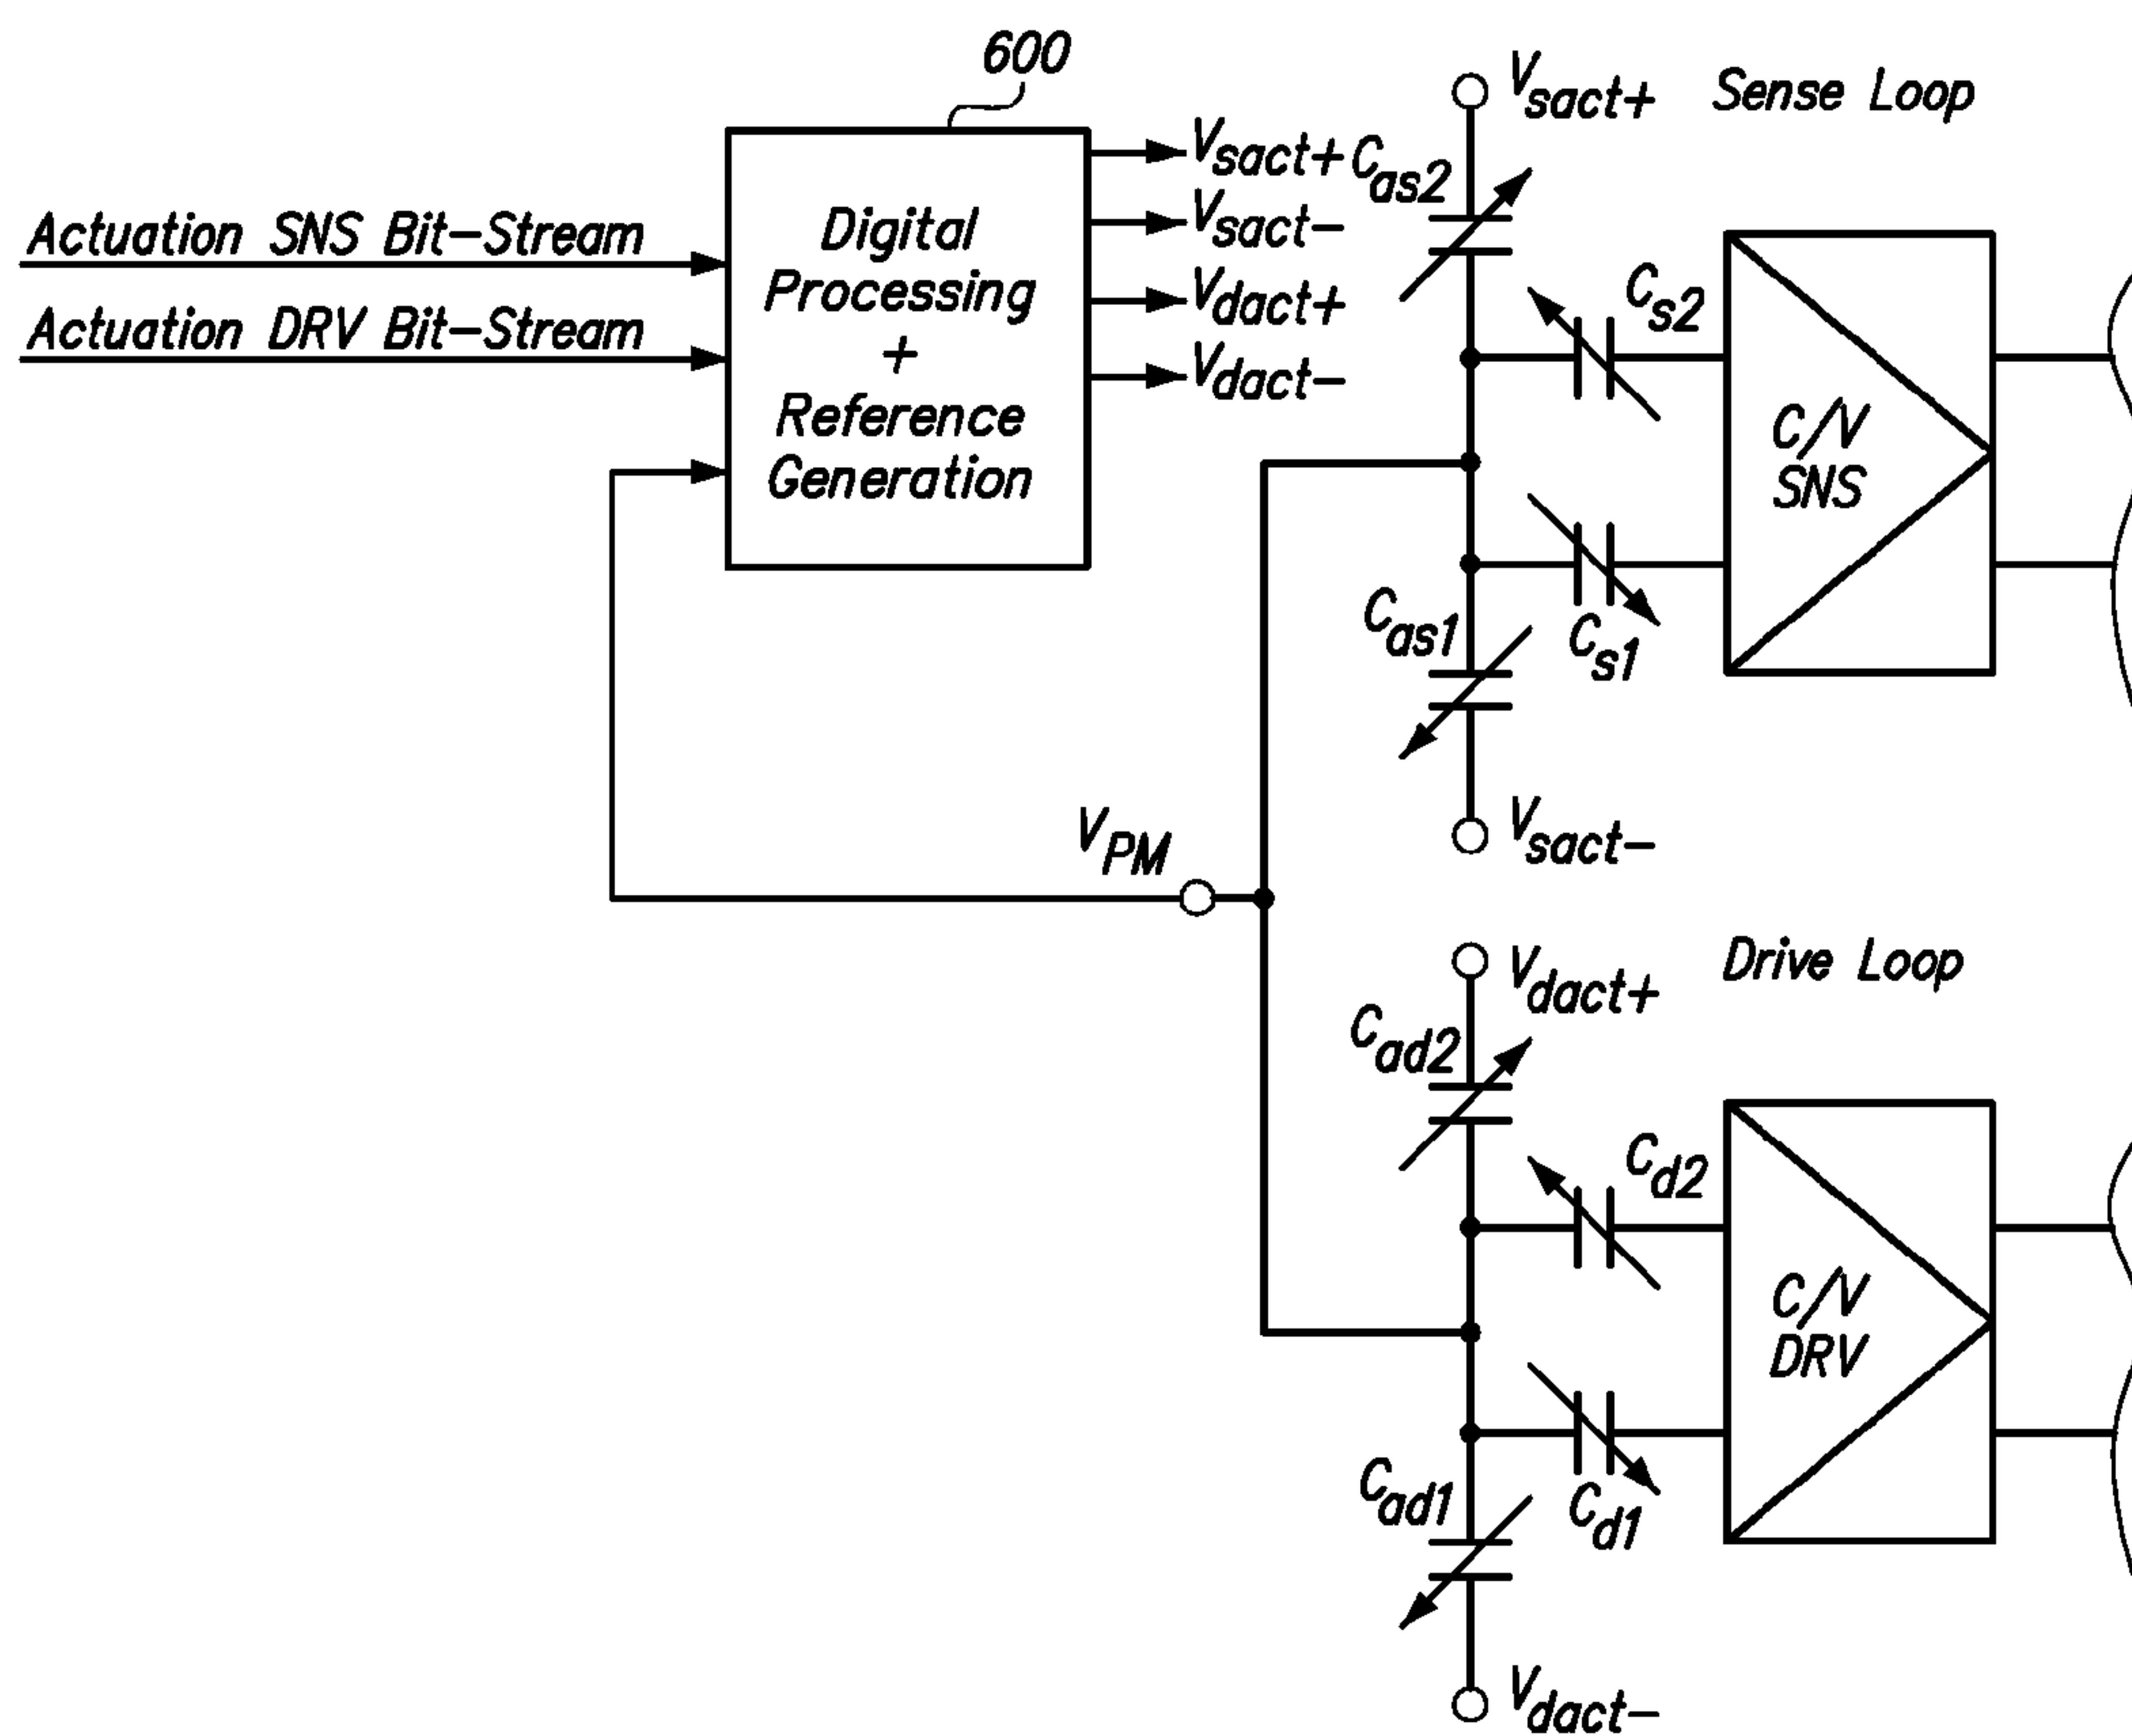 600
Actuation SNS Bit-Stream
Actuation DRV Bit-Stream
Digital
Processing
+
Reference
Generation
Vsact+
Vsact-
Vdact+
Vdact-
VPM
Vsact+
Sense Loop
Cas2
Cs2
C/V
SNS
Cas1
Cs1
Vsact-
Vdact+
Drive Loop
Cad2
Cd2
C/V
DRV
Cad1
Cd1
Vdact-